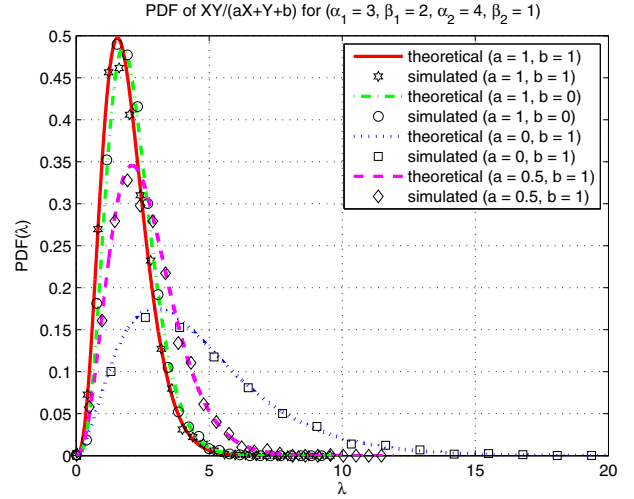 PDF of XY/(aX+Y+b) for (α₁ = 3, β₁ = 2, α₂ = 4, β₂ = 1)
0.5
0.45
0.4
0.35
0.3
0.25
0.2
0.15
0.1
0.05
0
PDF(λ)
theoretical (a = 1, b = 1)
simulated (a = 1, b = 1)
theoretical (a = 1, b = 0)
simulated (a = 1, b = 0)
theoretical (a = 0, b = 1)
simulated (a = 0, b = 1)
theoretical (a = 0.5, b = 1)
simulated (a = 0.5, b = 1)
0 5 10 15 20
λ